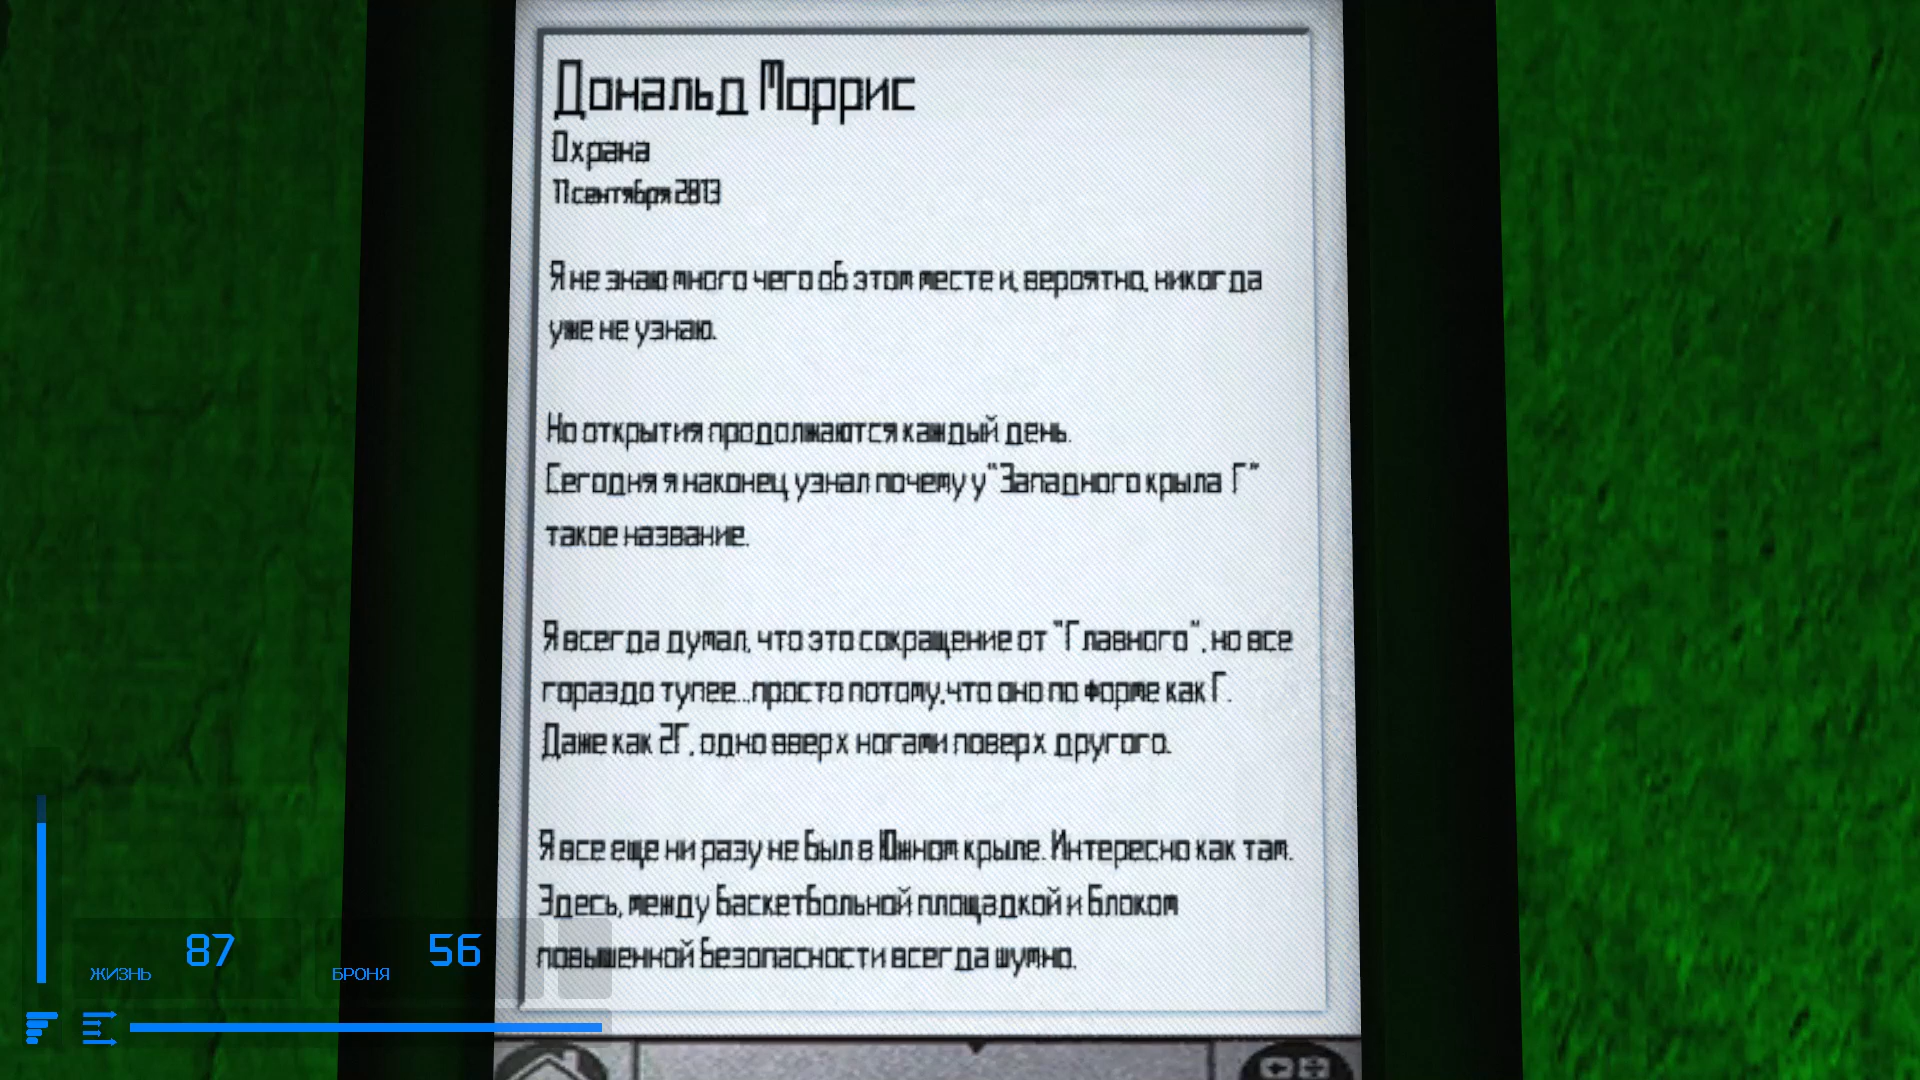 Дональд Моррис
Охрана
11 сентября 2813
Я не знаю много чего об этом месте и, вероятно, никогда
уже не узнаю.
Но открытия продолжаются каждый день.
Сегодня я наконец узнал почему у "Западного крыла Г"
такое название.
Я всегда думал, что это сокращение от "Главного", но все
гораздо тупее...просто потому,что оно по форме как Г.
Даже как 2Г, одно вверх ногами поверх другого.
Я все еще ни разу не был в Южном крыле. Интересно как там.
Здесь, между баскетбольной площадкой и Блоком
повышенной безопасности всегда шумно.
ЖИЗНЬ 87
БРОНЯ 56